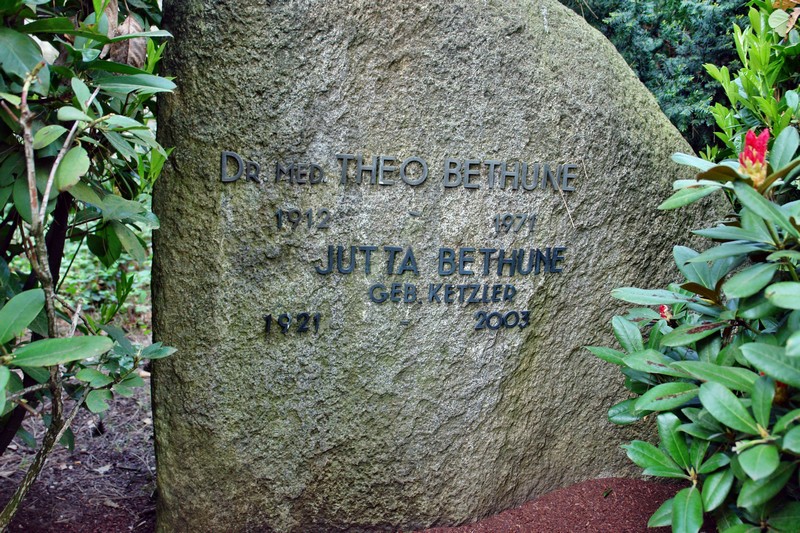 DR. MED. THEO BETHUNE
1912 - 1971
JUTTA BETHUNE
GEB. KETZLER
1921 - 2003